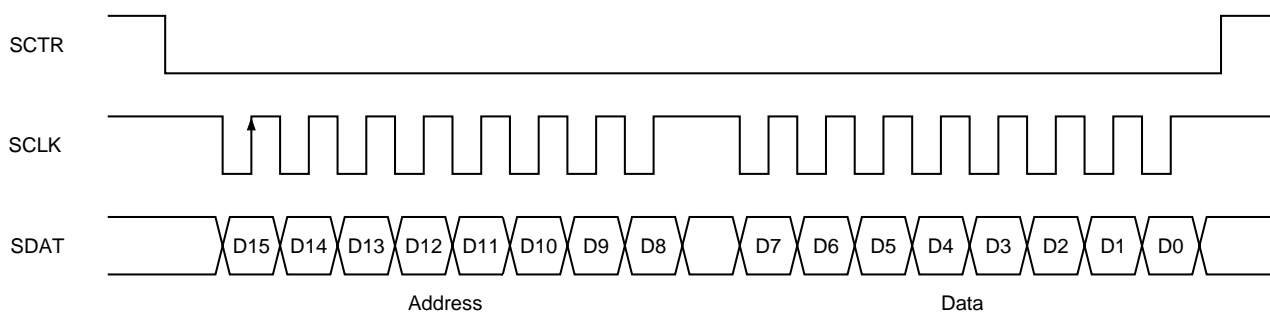 SCTR
SCLK
SDAT D15 D14 D13 D12 D11 D10 D9 D8 D7 D6 D5 D4 D3 D2 D1 D0
Address Data